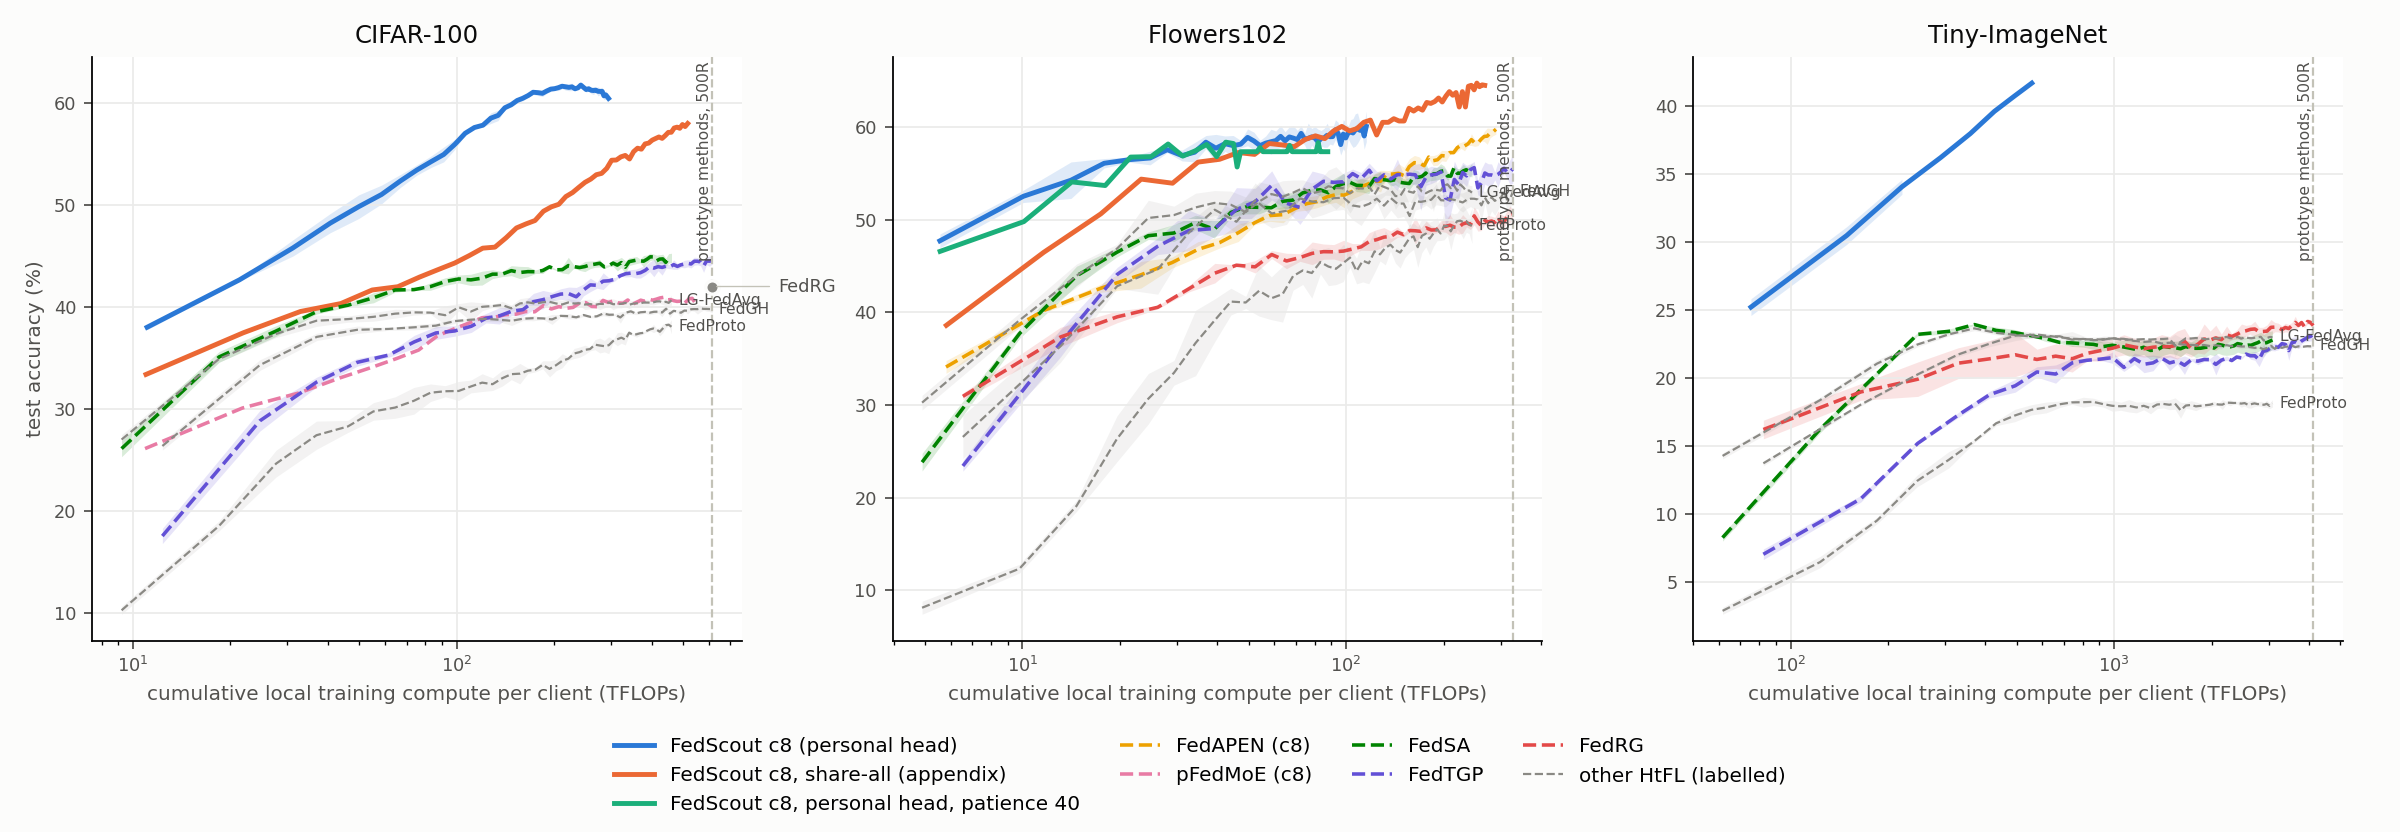 CIFAR-100
Flowers102
Tiny-ImageNet
test accuracy (%)
60
50
40
30
20
10
prototype methods, 500R
FedRG
LG-FedAvg
FedGH
FedProto
10¹
10²
cumulative local training compute per client (TFLOPs)
60
50
40
30
20
10
prototype methods, 500R
LG-FedAvg
FedGH
FedProto
10¹
10²
cumulative local training compute per client (TFLOPs)
40
35
30
25
20
15
10
5
prototype methods, 500R
LG-FedAvg
FedGH
FedProto
10²
10³
cumulative local training compute per client (TFLOPs)
FedScout c8 (personal head)
FedScout c8, share-all (appendix)
FedScout c8, personal head, patience 40
FedAPEN (c8)
pFedMoE (c8)
FedSA
FedTGP
FedRG
other HtFL (labelled)